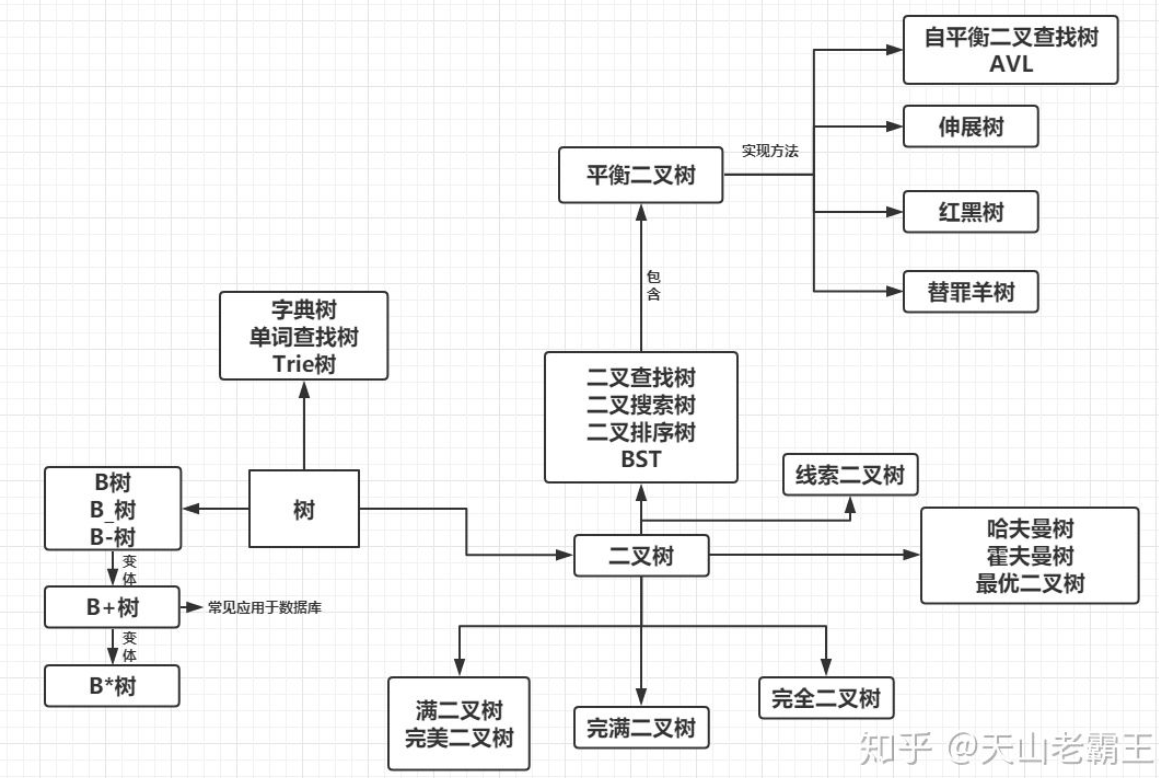 自平衡二叉查找树
AVL
伸展树
实现方法
平衡二叉树
红黑树
包
含
替罪羊树
字典树
单词查找树
Trie树
二叉查找树
二叉搜索树
二叉排序树
BST
线索二叉树
B树
B_树
B-树
树
二叉树
哈夫曼树
霍夫曼树
最优二叉树
变
体
B+树
常见应用于数据库
变
体
B*树
满二叉树
完美二叉树
完满二叉树
完全二叉树
知乎 @天山老霸王